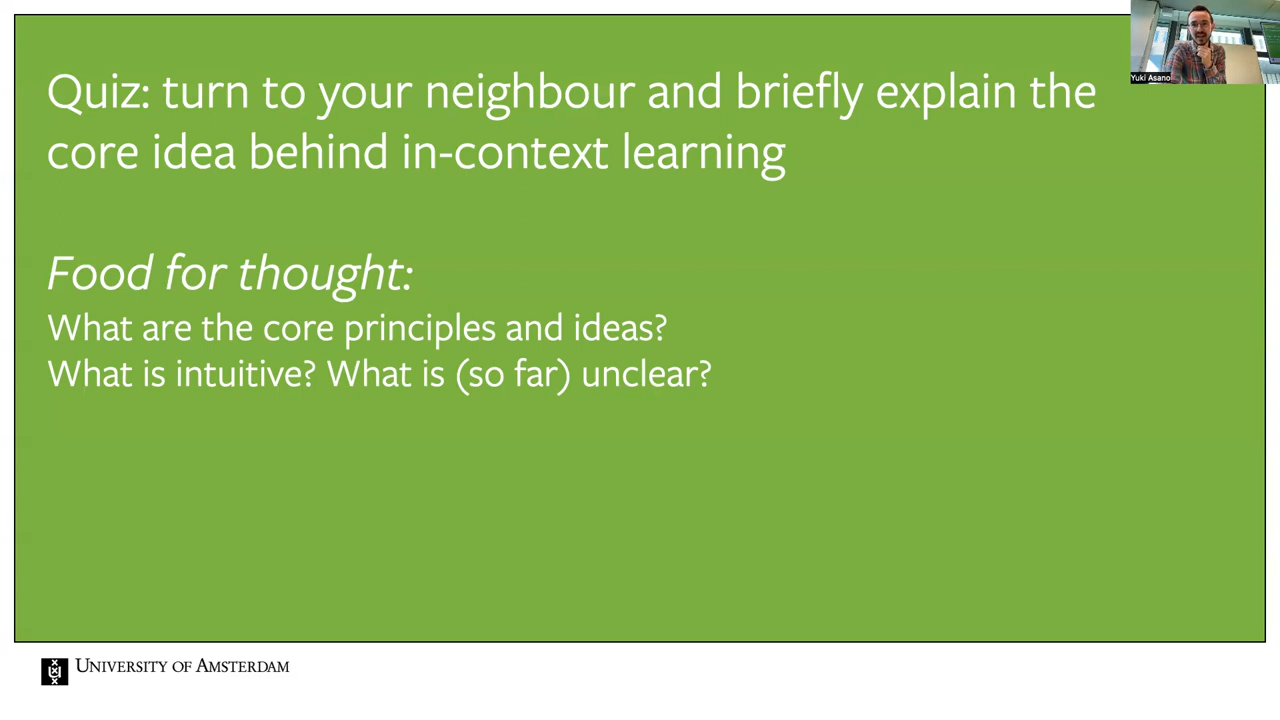 Quiz: turn to your neighbour and briefly explain the
core idea behind in-context learning
Food for thought:
What are the core principles and ideas?
What is intuitive? What is (so far) unclear?
Yuki Asano
UNIVERSITY OF AMSTERDAM